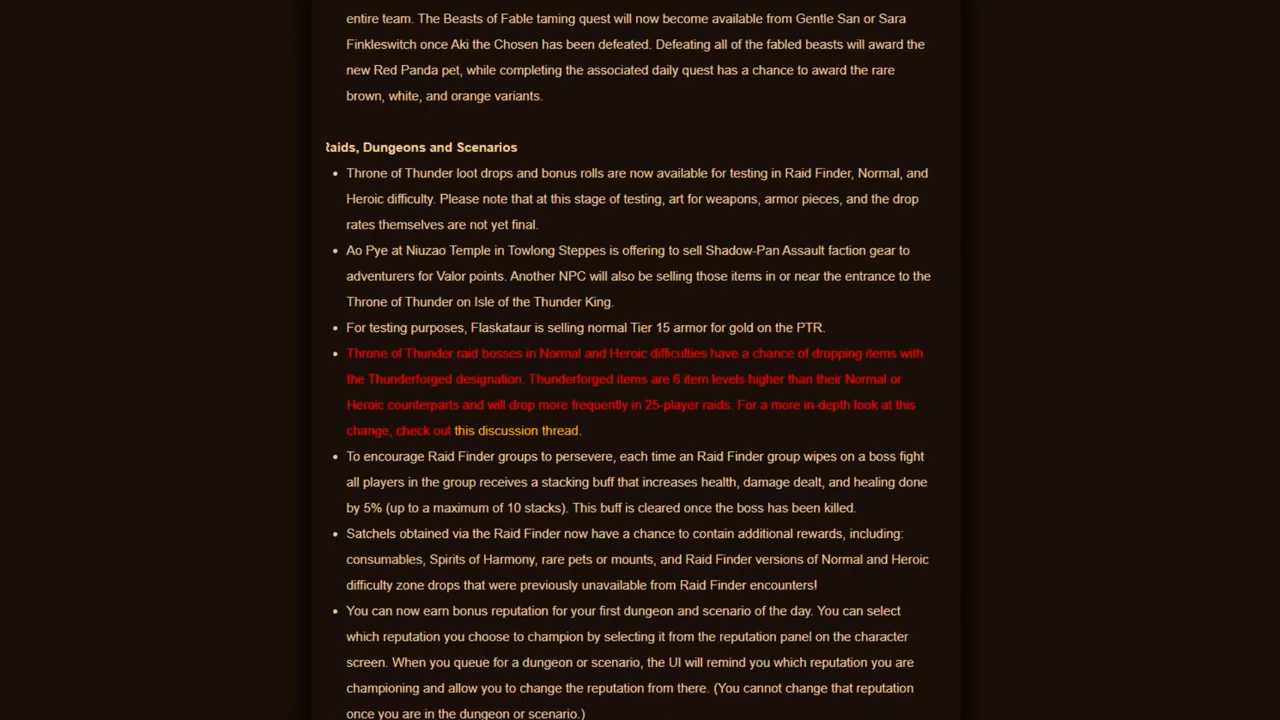 entire team. The Beasts of Fable taming quest will now become available from Gentle San or Sara
Finkleswitch once Aki the Chosen has been defeated. Defeating all of the fabled beasts will award the
new Red Panda pet, while completing the associated daily quest has a chance to award the rare
brown, white, and orange variants.
Raids, Dungeons and Scenarios
Throne of Thunder loot drops and bonus rolls are now available for testing in Raid Finder, Normal, and
Heroic difficulty. Please note that at this stage of testing, art for weapons, armor pieces, and the drop
rates themselves are not yet final.
Ao Pye at Niuzao Temple in Towlong Steppes is offering to sell Shadow-Pan Assault faction gear to
adventurers for Valor points. Another NPC will also be selling those items in or near the entrance to the
Throne of Thunder on Isle of the Thunder King.
For testing purposes, Flaskataur is selling normal Tier 15 armor for gold on the PTR.
Throne of Thunder raid bosses in Normal and Heroic difficulties have a chance of dropping items with
the Thunderforged designation. Thunderforged items are 6 item levels higher than their Normal or
Heroic counterparts and will drop more frequently in 25-player raids. For a more in-depth look at this
change, check out this discussion thread.
To encourage Raid Finder groups to persevere, each time an Raid Finder group wipes on a boss fight
all players in the group receives a stacking buff that increases health, damage dealt, and healing done
by 5% (up to a maximum of 10 stacks). This buff is cleared once the boss has been killed.
Satchels obtained via the Raid Finder now have a chance to contain additional rewards, including:
consumables, Spirits of Harmony, rare pets or mounts, and Raid Finder versions of Normal and Heroic
difficulty zone drops that were previously unavailable from Raid Finder encounters!
You can now earn bonus reputation for your first dungeon and scenario of the day. You can select
which reputation you choose to champion by selecting it from the reputation panel on the character
screen. When you queue for a dungeon or scenario, the UI will remind you which reputation you are
championing and allow you to change the reputation from there. (You cannot change that reputation
once you are in the dungeon or scenario.)